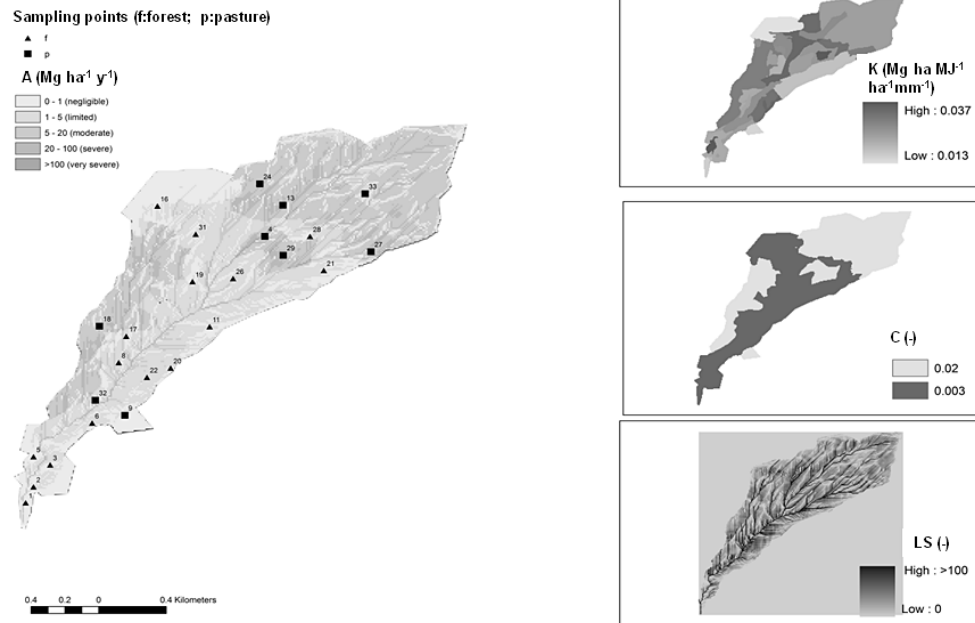 Sampling points (f:forest; p:pasture)
f
p
A (Mg ha⁻¹ y⁻¹)
0 - 1 (negligible)
1 - 5 (limited)
5 - 20 (moderate)
20 - 100 (severe)
>100 (very severe)
24
33
16
13
31
4
28
29
27
21
19
26
18
17
11
8
20
22
32
9
6
5
3
2
1
0.4 0.2 0 0.4 Kilometers
K (Mg ha MJ⁻¹
ha⁻¹mm⁻¹)
High : 0.037
Low : 0.013
C (-)
0.02
0.003
LS (-)
High : >100
Low : 0